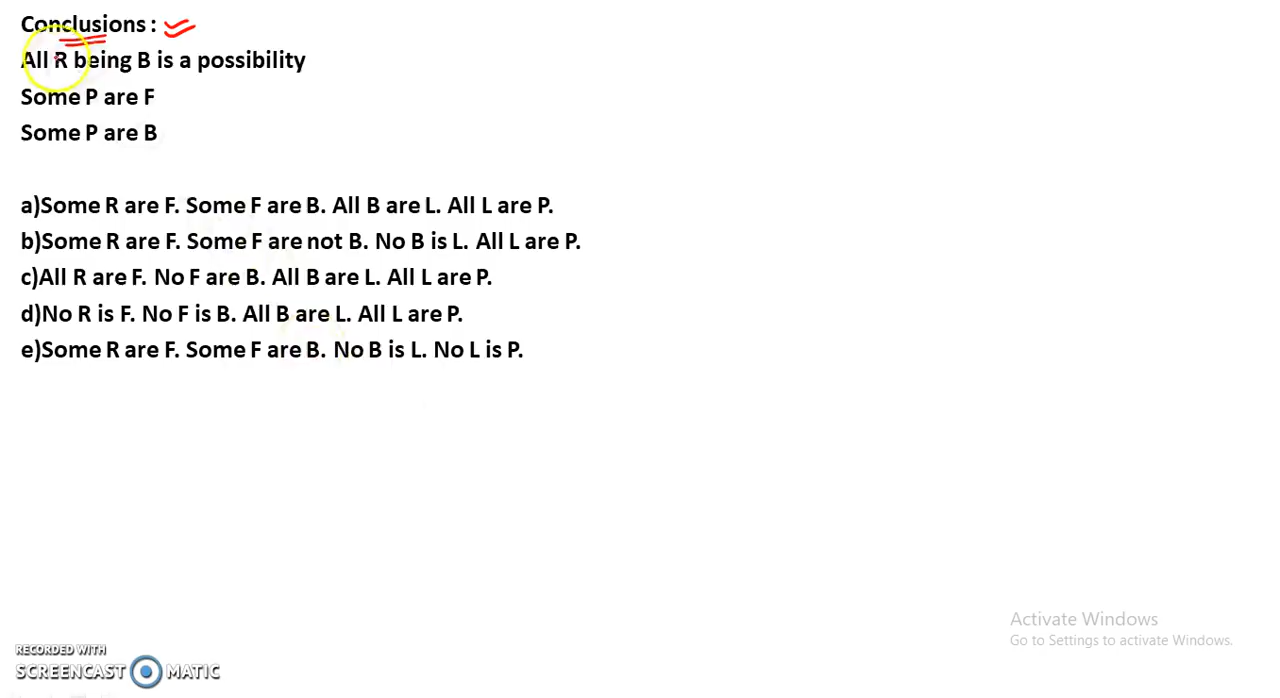 Conclusions :
All R being B is a possibility
Some P are F
Some P are B
a)Some R are F. Some F are B. All B are L. All L are P.
b)Some R are F. Some F are not B. No B is L. All L are P.
c)All R are F. No F are B. All B are L. All L are P.
d)No R is F. No F is B. All B are L. All L are P.
e)Some R are F. Some F are B. No B is L. No L is P.
Activate Windows
Go to Settings to activate Windows.
RECORDED WITH
SCREENCAST MATIC